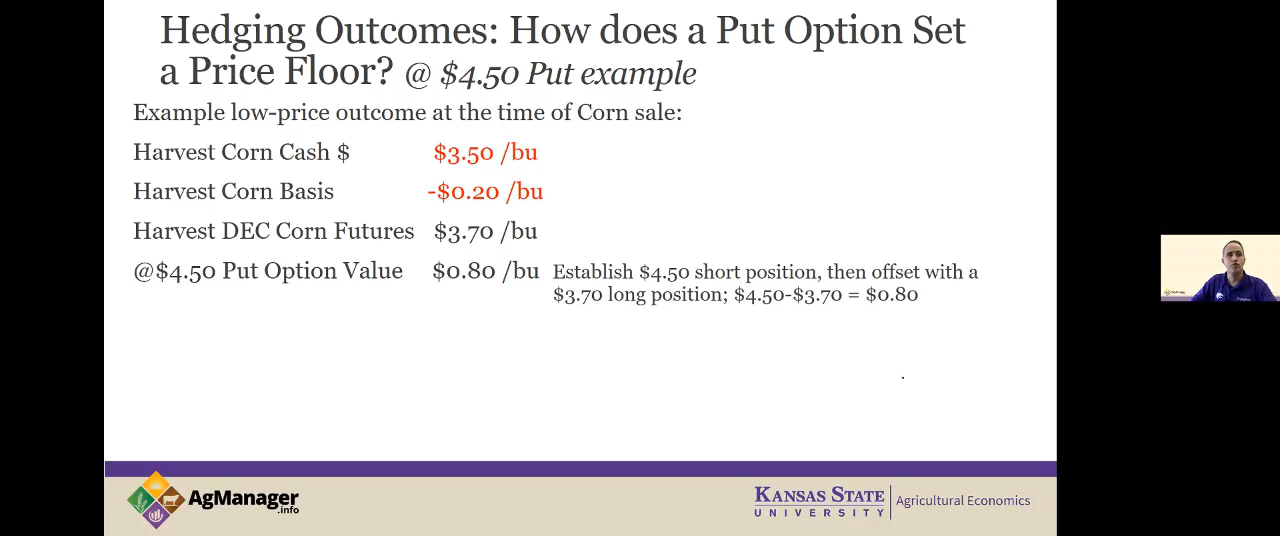 Hedging Outcomes: How does a Put Option Set
a Price Floor? @ $4.50 Put example
Example low-price outcome at the time of Corn sale:
Harvest Corn Cash $ $3.50 /bu
Harvest Corn Basis -$0.20 /bu
Harvest DEC Corn Futures $3.70 /bu
@$4.50 Put Option Value $0.80 /bu Establish $4.50 short position, then offset with a
$3.70 long position; $4.50-$3.70 = $0.80
AgManager
.info
KANSAS STATE
UNIVERSITY
Agricultural Economics